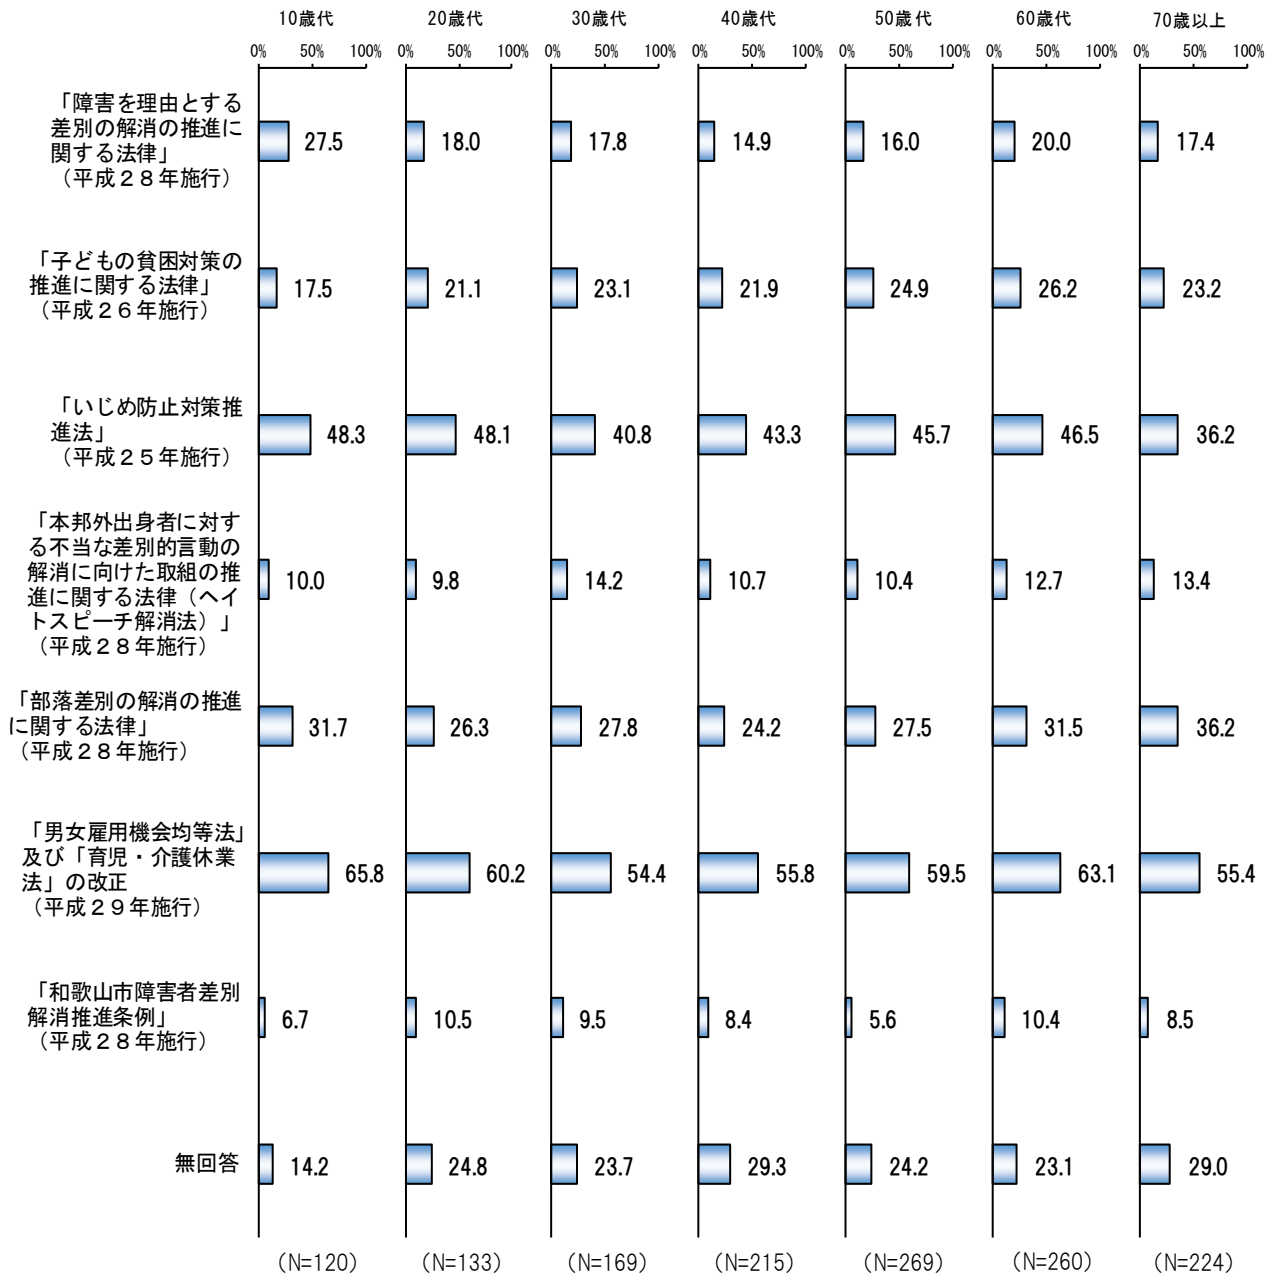 10歳代 20歳代 30歳代 40歳代 50歳代 60歳代 70歳以上
0% 50% 100% 0% 50% 100% 0% 50% 100% 0% 50% 100% 0% 50% 100% 0% 50% 100% 0% 50% 100%
「障害を理由とする
差別の解消の推進に
関する法律」
（平成２８年施行）
27.5 18.0 17.8 14.9 16.0 20.0 17.4
「子どもの貧困対策の
推進に関する法律」
（平成２６年施行）
17.5 21.1 23.1 21.9 24.9 26.2 23.2
「いじめ防止対策推
進法」
（平成２５年施行）
48.3 48.1 40.8 43.3 45.7 46.5 36.2
「本邦外出身者に対す
る不当な差別的言動の
解消に向けた取組の推
進に関する法律（ヘイ
トスピーチ解消法）」
（平成２８年施行）
10.0 9.8 14.2 10.7 10.4 12.7 13.4
「部落差別の解消の推進
に関する法律」
（平成２８年施行）
31.7 26.3 27.8 24.2 27.5 31.5 36.2
「男女雇用機会均等法」
及び「育児・介護休業
法」の改正
（平成２９年施行）
65.8 60.2 54.4 55.8 59.5 63.1 55.4
「和歌山市障害者差別
解消推進条例」
（平成２８年施行）
6.7 10.5 9.5 8.4 5.6 10.4 8.5
無回答
14.2 24.8 23.7 29.3 24.2 23.1 29.0
（N=120） （N=133） （N=169） （N=215） （N=269） （N=260） （N=224）